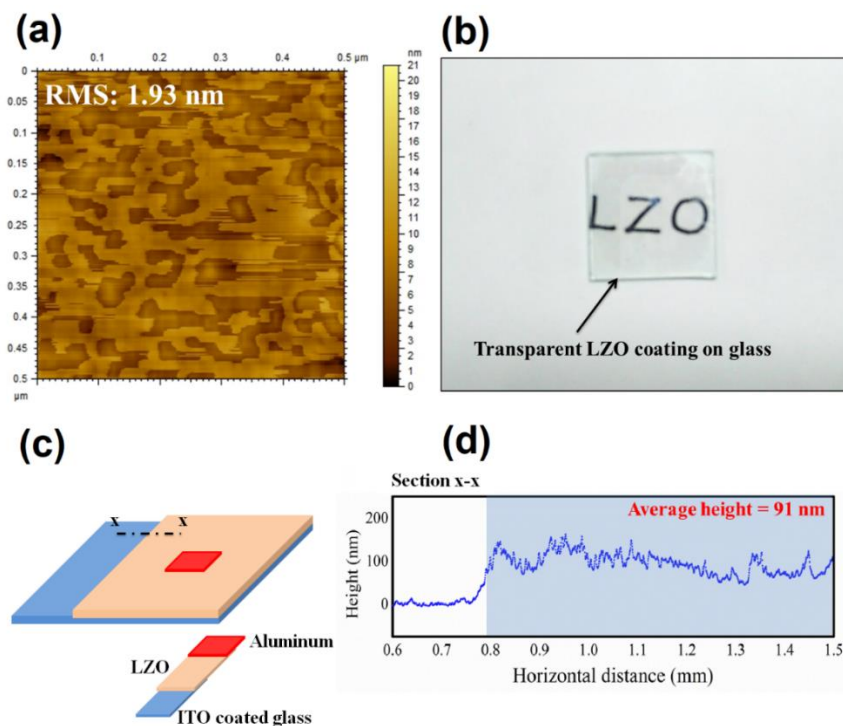 (a)
0.1 0.2 0.3 0.4 0.5 µm
0
0.05
0.1
0.15
0.2
0.25
0.3
0.35
0.4
0.45
0.5
µm
RMS: 1.93 nm
nm
21
20
19
18
17
16
15
14
13
12
11
10
9
8
7
6
5
4
3
2
1
0
(b)
LZO
Transparent LZO coating on glass
(c)
x x
Aluminum
LZO
ITO coated glass
(d)
Section x-x
Average height = 91 nm
Height (nm)
200
100
0
0.6 0.7 0.8 0.9 1.0 1.1 1.2 1.3 1.4 1.5
Horizontal distance (mm)